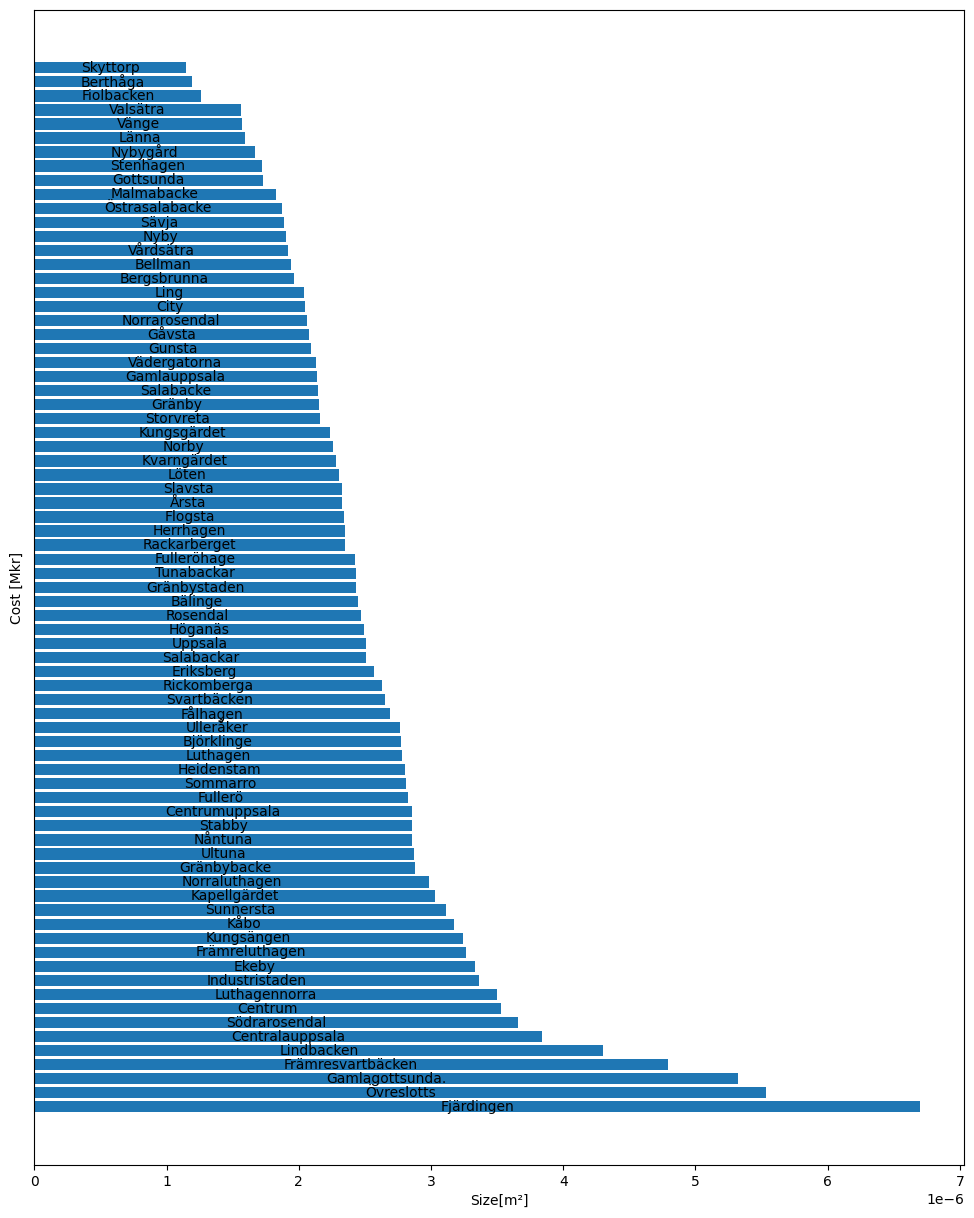 Skyttorp
Berthåga
Fiolbacken
Valsätra
Vänge
Länna
Nybygård
Stenhagen
Gottsunda
Malmabacke
Östrasalabacke
Sävja
Nyby
Vårdsätra
Bellman
Bergsbrunna
Ling
City
Norrarosendal
Gåvsta
Gunsta
Vädergatorna
Gamlauppsala
Salabacke
Gränby
Storvreta
Kungsgärdet
Norby
Kvarngärdet
Löten
Slavsta
Årsta
Flogsta
Herrhagen
Rackarberget
Fulleröhage
Tunabackar
Gränbystaden
Bälinge
Rosendal
Höganäs
Uppsala
Salabackar
Eriksberg
Rickomberga
Svartbäcken
Fålhagen
Ulleråker
Björklinge
Luthagen
Heidenstam
Sommarro
Fullerö
Centrumuppsala
Stabby
Nåntuna
Ultuna
Gränbybacke
Norraluthagen
Kapellgärdet
Sunnersta
Kåbo
Kungsängen
Främreluthagen
Ekeby
Industristaden
Luthagennorra
Centrum
Södrarosendal
Centralauppsala
Lindbacken
Främresvartbäcken
Gamlagottsunda.
Övreslotts
Fjärdingen
Cost [Mkr]
0 1 2 3 4 5 6 7
1e−6
Size[m²]